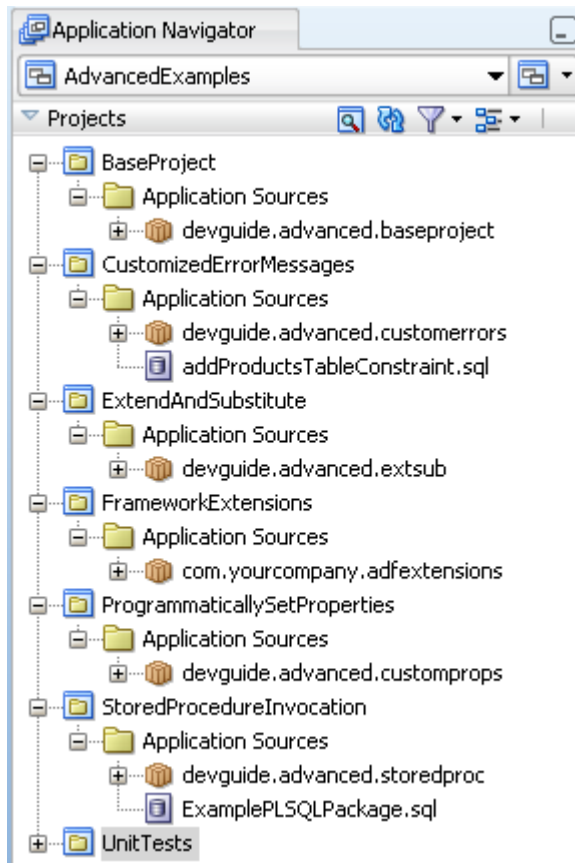 Application Navigator
AdvancedExamples
Projects
BaseProject
Application Sources
devguide.advanced.baseproject
CustomizedErrorMessages
Application Sources
devguide.advanced.customerrors
addProductsTableConstraint.sql
ExtendAndSubstitute
Application Sources
devguide.advanced.extsub
FrameworkExtensions
Application Sources
com.yourcompany.adfextensions
ProgrammaticallySetProperties
Application Sources
devguide.advanced.customprops
StoredProcedureInvocation
Application Sources
devguide.advanced.storedproc
ExamplePLSQLPackage.sql
UnitTests